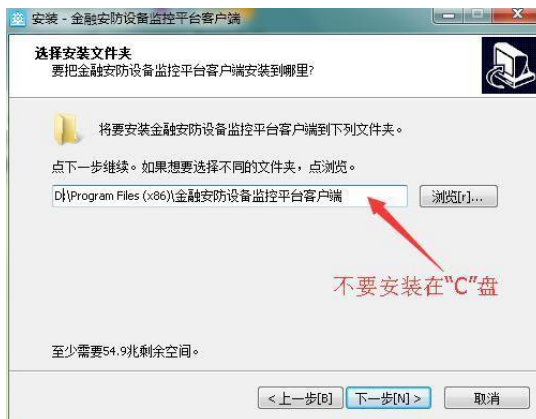 安装 - 金融安防设备监控平台客户端
选择安装文件夹
要把金融安防设备监控平台客户端安装到哪里?
将要安装金融安防设备监控平台客户端到下列文件夹。
点下一步继续。如果想要选择不同的文件夹，点浏览。
D:\Program Files (x86)\金融安防设备监控平台客户端
浏览[r]...
不要安装在“C”盘
至少需要54.9兆剩余空间。
<上一步[B]
下一步[N] >
取消